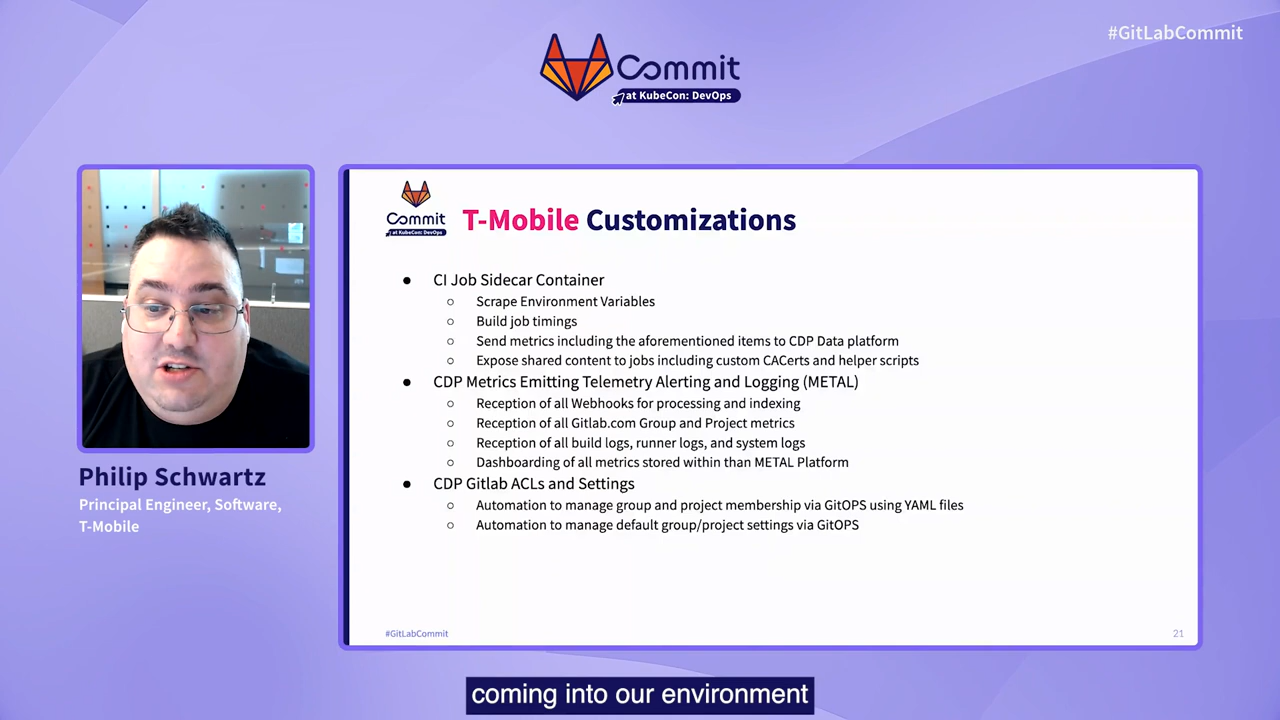 #GitLabCommit
Commit
at KubeCon: DevOps
Commit
at KubeCon: DevOps
T-Mobile Customizations
● CI Job Sidecar Container
○ Scrape Environment Variables
○ Build job timings
○ Send metrics including the aforementioned items to CDP Data platform
○ Expose shared content to jobs including custom CACerts and helper scripts
● CDP Metrics Emitting Telemetry Alerting and Logging (METAL)
○ Reception of all Webhooks for processing and indexing
○ Reception of all Gitlab.com Group and Project metrics
○ Reception of all build logs, runner logs, and system logs
○ Dashboarding of all metrics stored within than METAL Platform
● CDP Gitlab ACLs and Settings
○ Automation to manage group and project membership via GitOPS using YAML files
○ Automation to manage default group/project settings via GitOPS
#GitLabCommit
21
Philip Schwartz
Principal Engineer, Software,
T-Mobile
coming into our environment